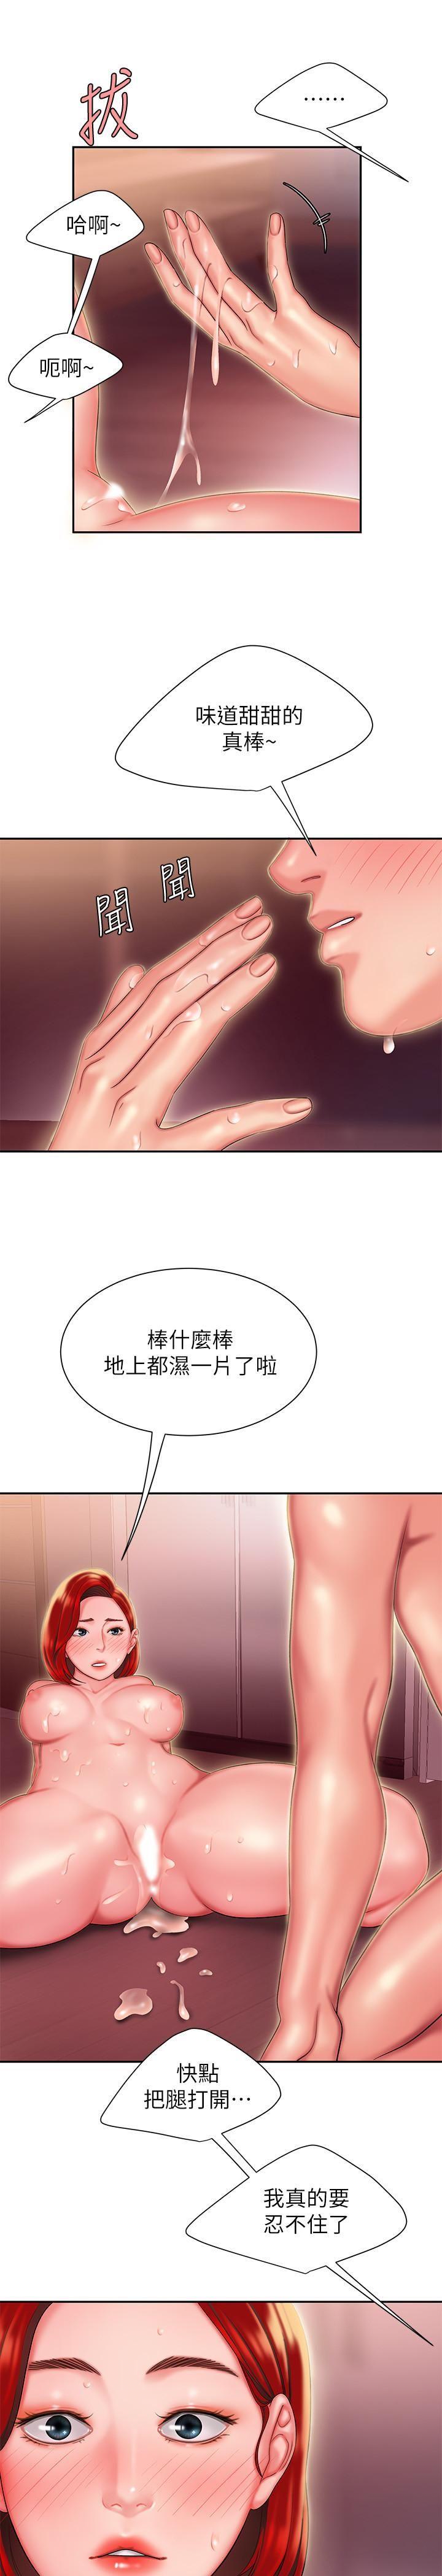 ……
拔
哈啊~
呃啊~
味道甜甜的
真棒~
聞
聞
棒什麼棒
地上都濕一片了啦
快點
把腿打開…
我真的要
忍不住了